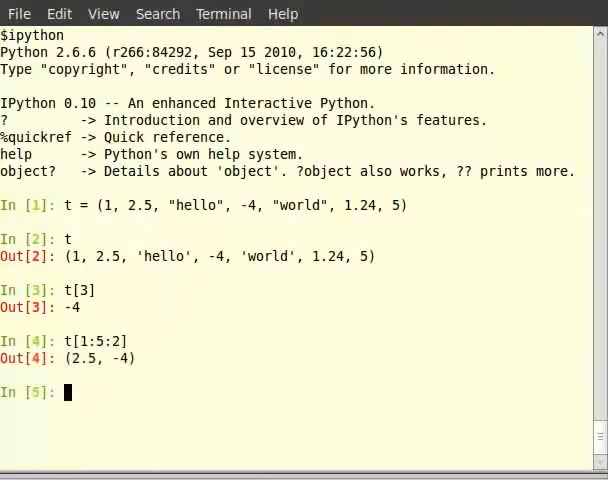 File Edit View Search Terminal Help
$ipython
Python 2.6.6 (r266:84292, Sep 15 2010, 16:22:56)
Type "copyright", "credits" or "license" for more information.
IPython 0.10 -- An enhanced Interactive Python.
?         -> Introduction and overview of IPython's features.
%quickref -> Quick reference.
help      -> Python's own help system.
object?   -> Details about 'object'. ?object also works, ?? prints more.
In [1]: t = (1, 2.5, "hello", -4, "world", 1.24, 5)
In [2]: t
Out[2]: (1, 2.5, 'hello', -4, 'world', 1.24, 5)
In [3]: t[3]
Out[3]: -4
In [4]: t[1:5:2]
Out[4]: (2.5, -4)
In [5]: